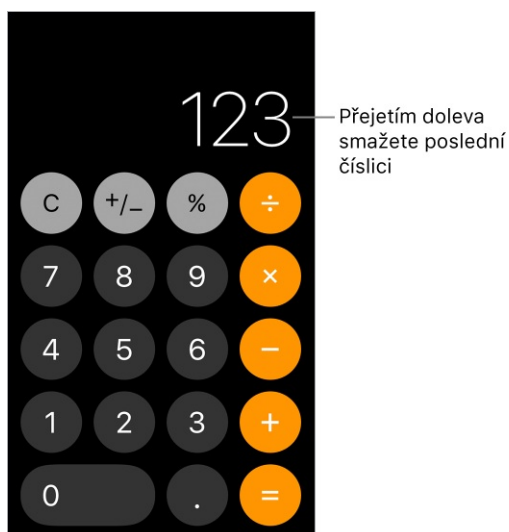 123
Přejetím doleva
smažete poslední
číslici
C +/− % ÷
7 8 9 ×
4 5 6 −
1 2 3 +
0 . =